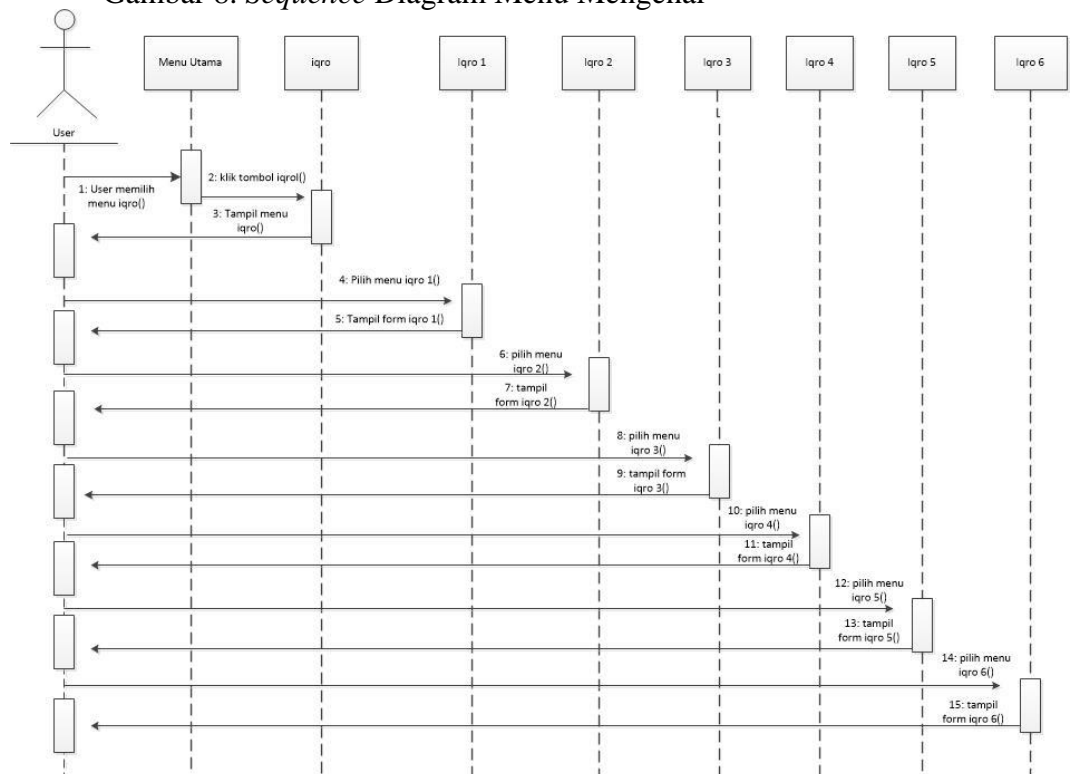 Gambar 8. Sequence Diagram Menu Mengenal
Menu Utama
iqro
Iqro 1
Iqro 2
Iqro 3
Iqro 4
Iqro 5
Iqro 6
User
1: User memilih
menu iqro()
2: klik tombol iqrol()
3: Tampil menu
iqro()
4: Pilih menu iqro 1()
5: Tampil form iqro 1()
6: pilih menu
iqro 2()
7: tampil
form iqro 2()
8: pilih menu
iqro 3()
9: tampil form
iqro 3()
10: pilih menu
iqro 4()
11: tampil
form iqro 4()
12: pilih menu
iqro 5()
13: tampil
form iqro 5()
14: pilih menu
iqro 6()
15: tampil
form iqro 6()